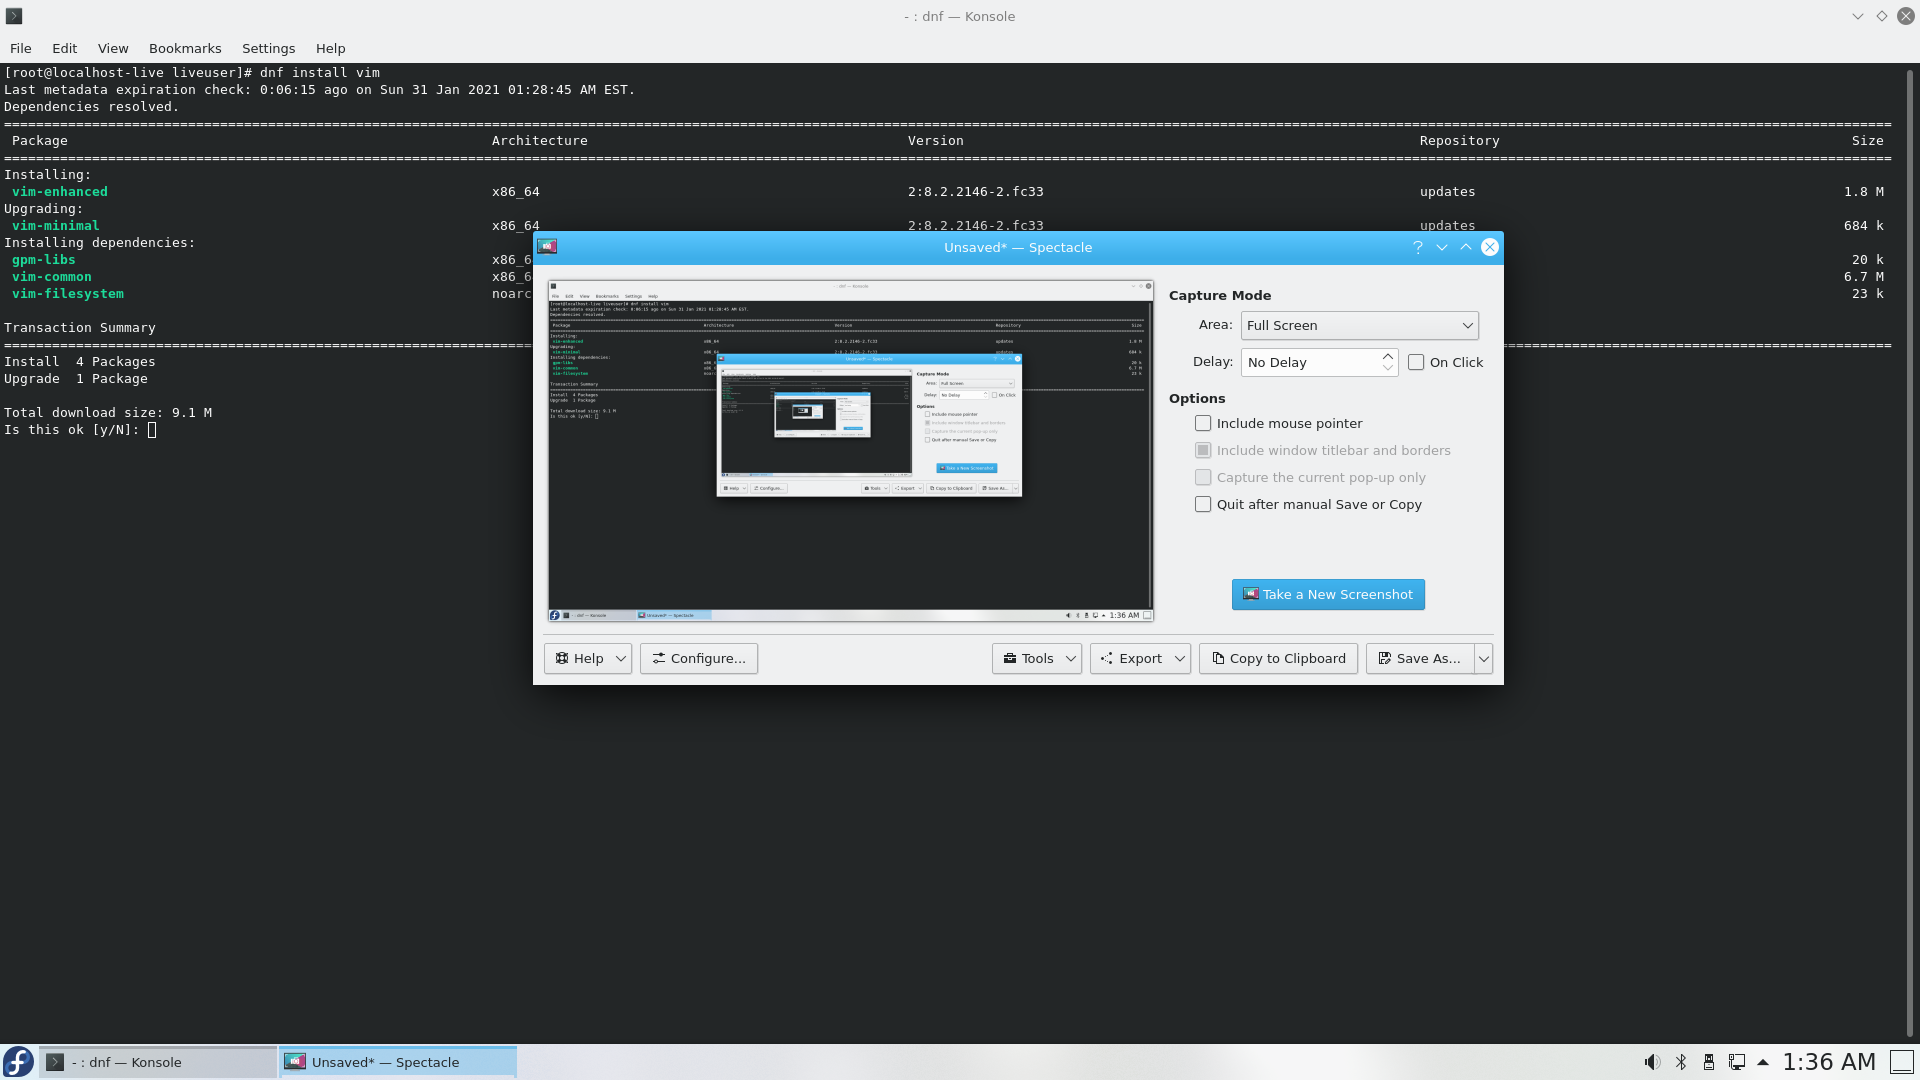 - : dnf — Konsole
File Edit View Bookmarks Settings Help
[root@localhost-live liveuser]# dnf install vim
Last metadata expiration check: 0:06:15 ago on Sun 31 Jan 2021 01:28:45 AM EST.
Dependencies resolved.
Package Architecture Version Repository Size
Installing:
vim-enhanced x86_64 2:8.2.2146-2.fc33 updates 1.8 M
Upgrading:
vim-minimal x86_64 2:8.2.2146-2.fc33 updates 684 k
Installing dependencies:
gpm-libs x86_6 20 k
vim-common x86_6 6.7 M
vim-filesystem noarc 23 k
Transaction Summary
Install 4 Packages
Upgrade 1 Package
Total download size: 9.1 M
Is this ok [y/N]:
Unsaved* — Spectacle
Capture Mode
Area: Full Screen
Delay: No Delay On Click
Options
Include mouse pointer
Include window titlebar and borders
Capture the current pop-up only
Quit after manual Save or Copy
Take a New Screenshot
Help Configure... Tools Export Copy to Clipboard Save As...
- : dnf — Konsole
Unsaved* — Spectacle
1:36 AM